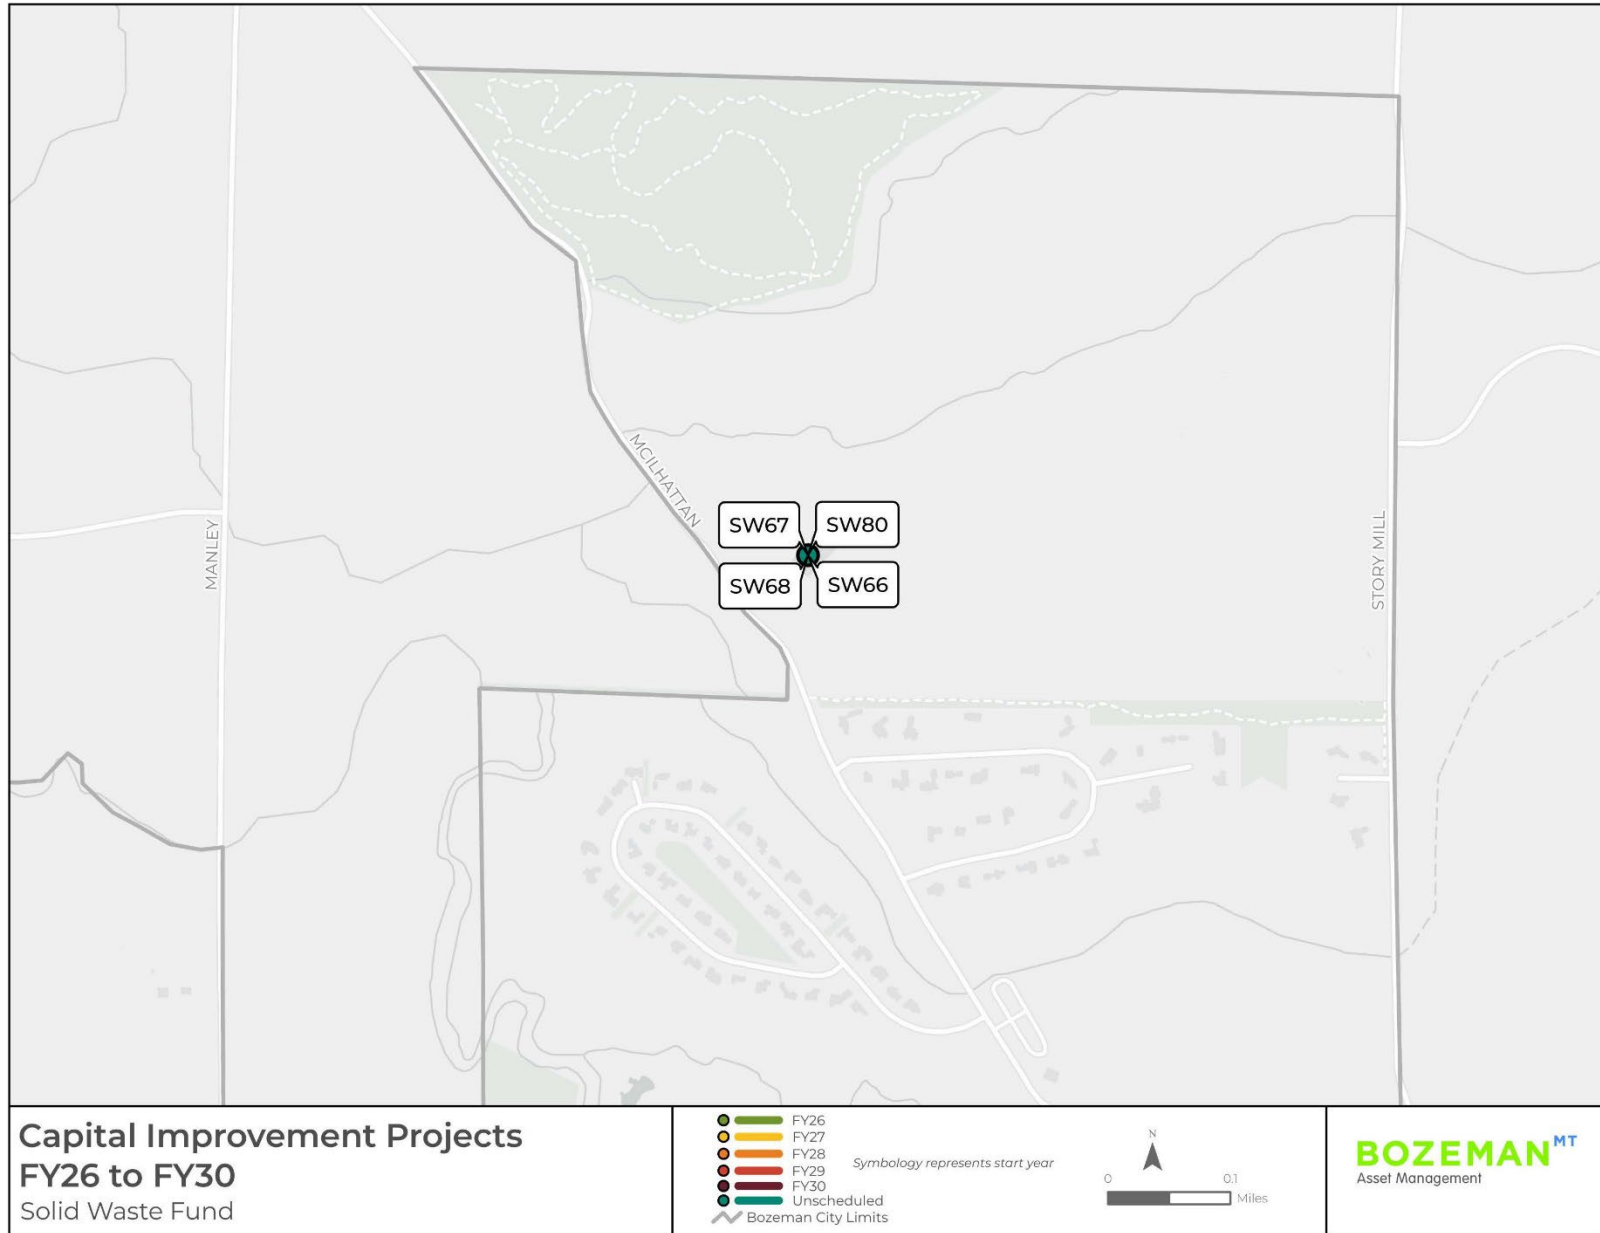 MCILHATTAN
SW67
SW80
MANLEY
STORY MILL
SW68
SW66
Capital Improvement Projects
FY26 to FY30
Solid Waste Fund
FY26
FY27
FY28
FY29
FY30
Unscheduled
Bozeman City Limits
Symbology represents start year
N
0 0.1
Miles
BOZEMAN MT
Asset Management